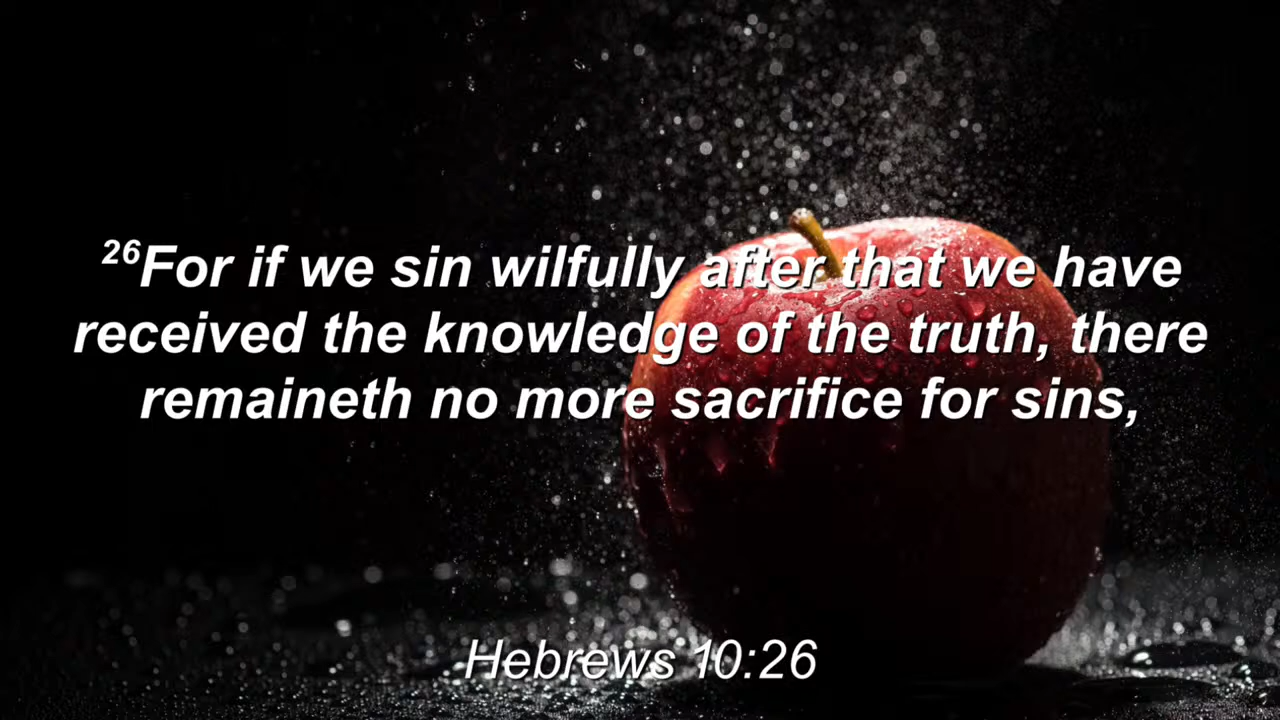 26For if we sin wilfully after that we have
received the knowledge of the truth, there
remaineth no more sacrifice for sins,
Hebrews 10:26